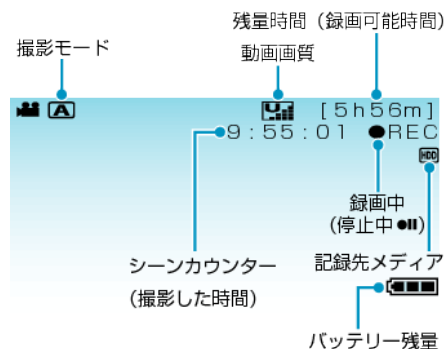 残量時間（録画可能時間）
撮影モード
動画画質
A [5h56m]
9:55:01 ●REC
HDD
録画中
(停止中●II)
シーンカウンター
記録先メディア
(撮影した時間)
バッテリー残量